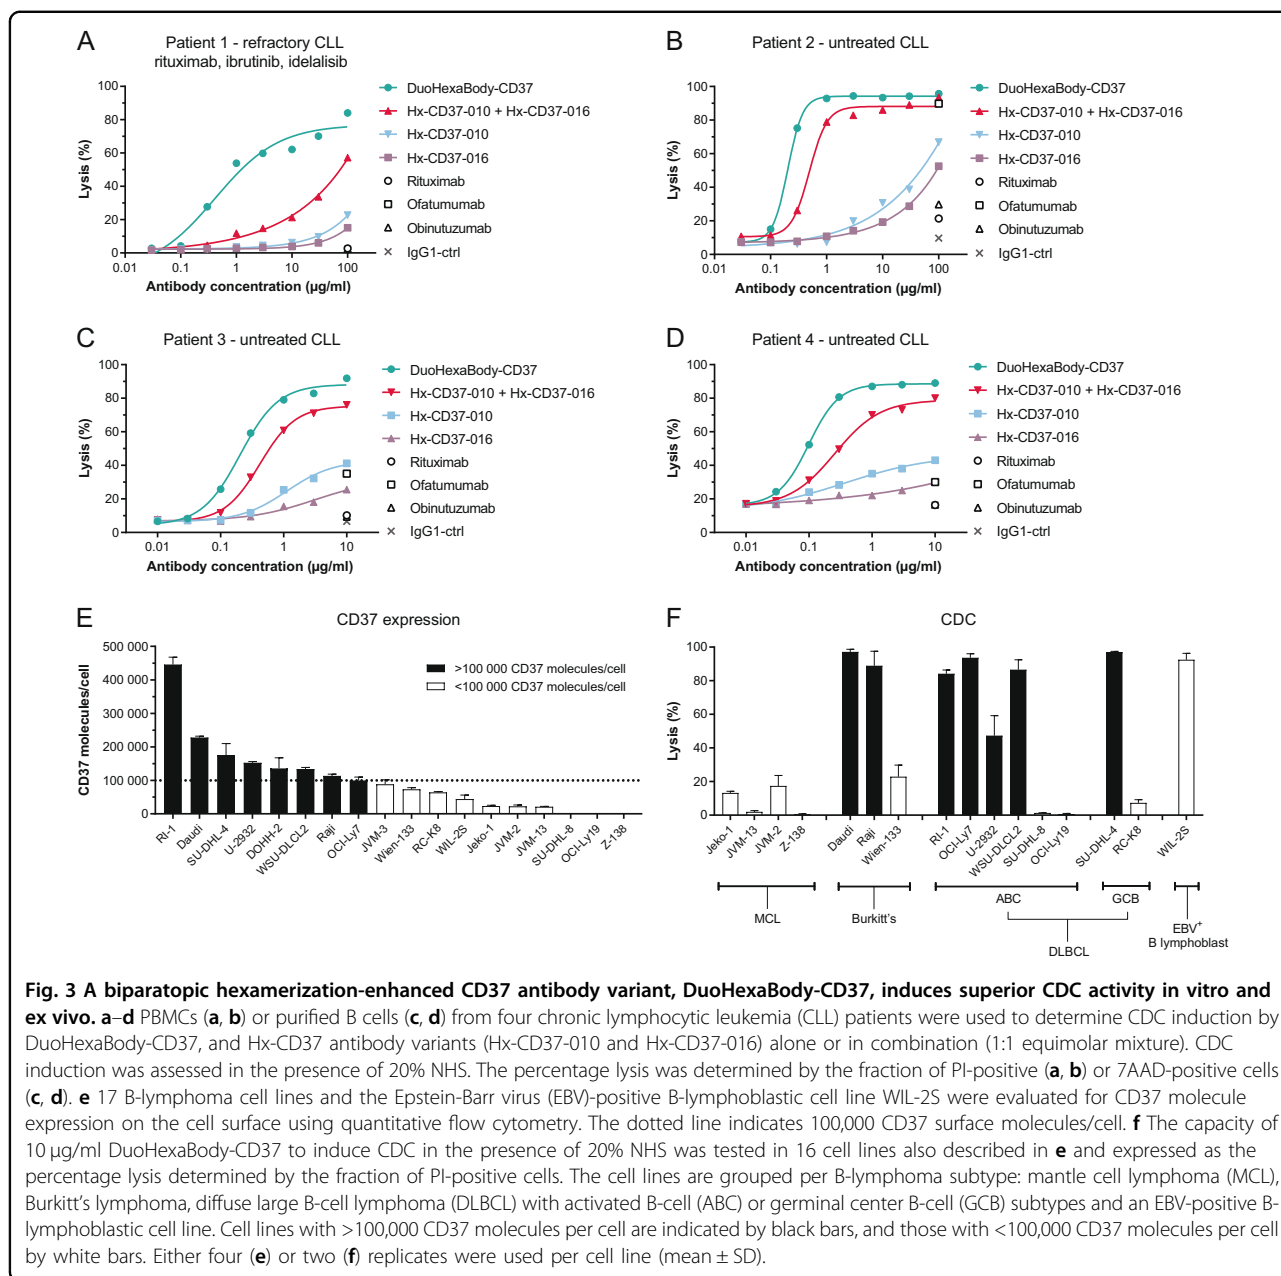 A
Patient 1 - refractory CLL
rituximab, ibrutinib, idelalisib
100
80
60
40
20
0
Lysis (%)
0.01
0.1
1
10
100
Antibody concentration (µg/ml)
DuoHexaBody-CD37
Hx-CD37-010 + Hx-CD37-016
Hx-CD37-010
Hx-CD37-016
Rituximab
Ofatumumab
Obinutuzumab
IgG1-ctrl
B
Patient 2 - untreated CLL
100
80
60
40
20
0
Lysis (%)
0.01
0.1
1
10
100
Antibody concentration (µg/ml)
DuoHexaBody-CD37
Hx-CD37-010 + Hx-CD37-016
Hx-CD37-010
Hx-CD37-016
Rituximab
Ofatumumab
Obinutuzumab
IgG1-ctrl
C
Patient 3 - untreated CLL
100
80
60
40
20
0
Lysis (%)
0.01
0.1
1
10
Antibody concentration (µg/ml)
DuoHexaBody-CD37
Hx-CD37-010 + Hx-CD37-016
Hx-CD37-010
Hx-CD37-016
Rituximab
Ofatumumab
Obinutuzumab
IgG1-ctrl
D
Patient 4 - untreated CLL
100
80
60
40
20
0
Lysis (%)
0.01
0.1
1
10
Antibody concentration (µg/ml)
DuoHexaBody-CD37
Hx-CD37-010 + Hx-CD37-016
Hx-CD37-010
Hx-CD37-016
Rituximab
Ofatumumab
Obinutuzumab
IgG1-ctrl
E
CD37 expression
500 000
400 000
300 000
200 000
100 000
0
CD37 molecules/cell
>100 000 CD37 molecules/cell
<100 000 CD37 molecules/cell
RI-1
Daudi
SU-DHL-4
U-2932
DOHH-2
WSU-DLCL2
Raji
OCI-Ly7
JVM-3
Wien-133
RC-K8
WIL-2S
Jeko-1
JVM-2
JVM-13
SU-DHL-8
OCI-Ly19
Z-138
F
CDC
100
80
60
40
20
0
Lysis (%)
Jeko-1
JVM-13
JVM-2
Z-138
Daudi
Raji
Wien-133
RI-1
OCI-Ly7
U-2932
WSU-DLCL2
SU-DHL-8
OCI-Ly19
SU-DHL-4
RC-K8
WIL-2S
MCL
Burkitt's
ABC
GCB
DLBCL
EBV+
B lymphoblast
Fig. 3 A biparatopic hexamerization-enhanced CD37 antibody variant, DuoHexaBody-CD37, induces superior CDC activity in vitro and
ex vivo. a–d PBMCs (a, b) or purified B cells (c, d) from four chronic lymphocytic leukemia (CLL) patients were used to determine CDC induction by
DuoHexaBody-CD37, and Hx-CD37 antibody variants (Hx-CD37-010 and Hx-CD37-016) alone or in combination (1:1 equimolar mixture). CDC
induction was assessed in the presence of 20% NHS. The percentage lysis was determined by the fraction of PI-positive (a, b) or 7AAD-positive cells
(c, d). e 17 B-lymphoma cell lines and the Epstein-Barr virus (EBV)-positive B-lymphoblastic cell line WIL-2S were evaluated for CD37 molecule
expression on the cell surface using quantitative flow cytometry. The dotted line indicates 100,000 CD37 surface molecules/cell. f The capacity of
10 µg/ml DuoHexaBody-CD37 to induce CDC in the presence of 20% NHS was tested in 16 cell lines also described in e and expressed as the
percentage lysis determined by the fraction of PI-positive cells. The cell lines are grouped per B-lymphoma subtype: mantle cell lymphoma (MCL),
Burkitt's lymphoma, diffuse large B-cell lymphoma (DLBCL) with activated B-cell (ABC) or germinal center B-cell (GCB) subtypes and an EBV-positive B-
lymphoblastic cell line. Cell lines with >100,000 CD37 molecules per cell are indicated by black bars, and those with <100,000 CD37 molecules per cell
by white bars. Either four (e) or two (f) replicates were used per cell line (mean ± SD).